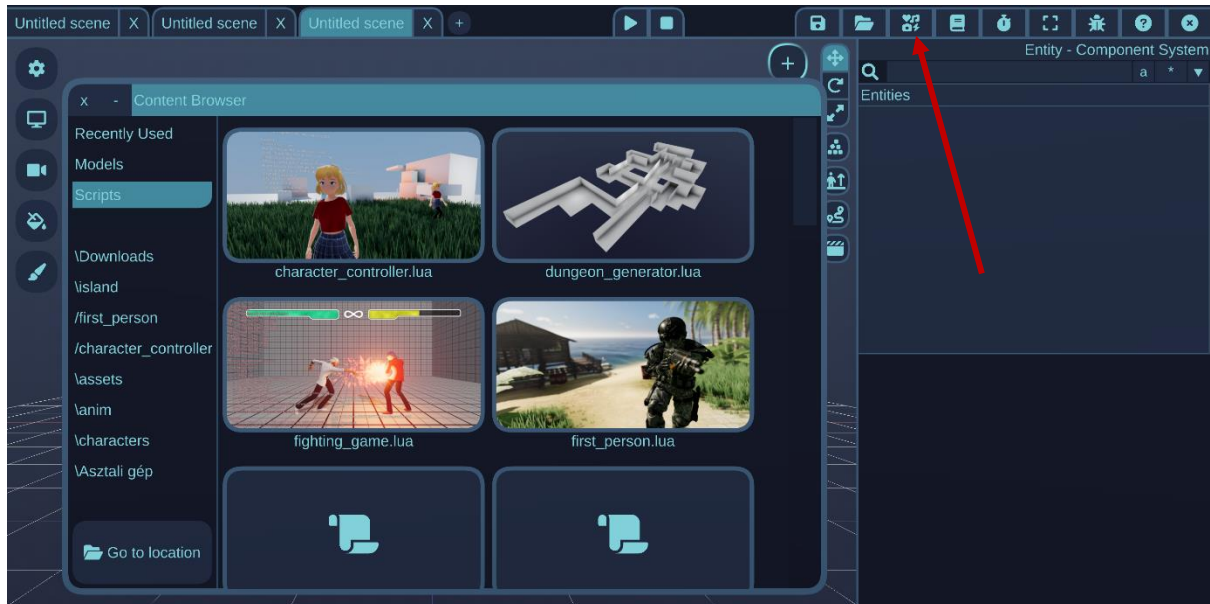 Untitled scene X Untitled scene X Untitled scene X +
Entity - Component System
a * ▼
Entities
x - Content Browser
Recently Used
Models
Scripts
\Downloads
\island
/first_person
/character_controller
\assets
\anim
\characters
\Asztali gép
Go to location
character_controller.lua
dungeon_generator.lua
fighting_game.lua
first_person.lua